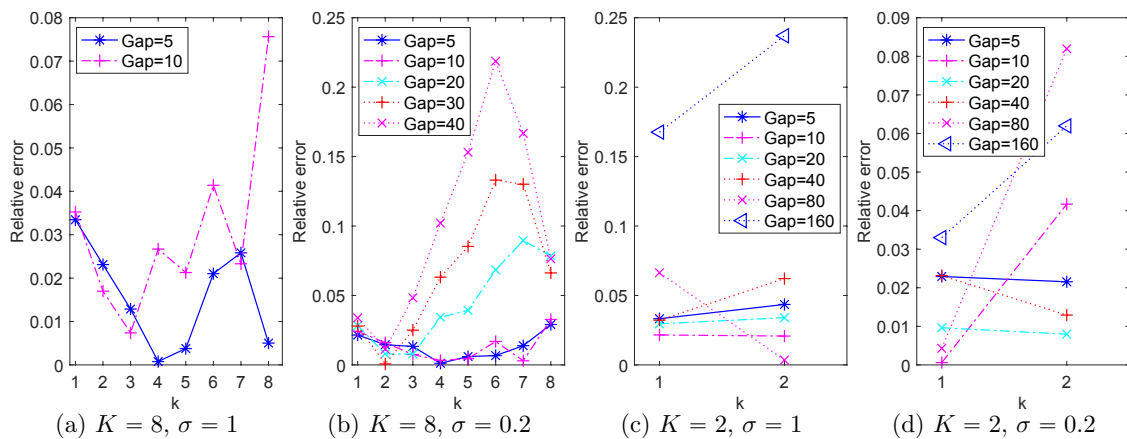 0.08
0.07
0.06
0.05
0.04
0.03
0.02
0.01
0
Relative error
Gap=5
Gap=10
1 2 3 4 5 6 7 8
k
(a) K = 8, σ = 1
0.25
0.2
0.15
0.1
0.05
0
Relative error
Gap=5
Gap=10
Gap=20
Gap=30
Gap=40
1 2 3 4 5 6 7 8
k
(b) K = 8, σ = 0.2
0.25
0.2
0.15
0.1
0.05
0
Relative error
Gap=5
Gap=10
Gap=20
Gap=40
Gap=80
Gap=160
1 2
k
(c) K = 2, σ = 1
0.09
0.08
0.07
0.06
0.05
0.04
0.03
0.02
0.01
0
Relative error
Gap=5
Gap=10
Gap=20
Gap=40
Gap=80
Gap=160
1 2
k
(d) K = 2, σ = 0.2